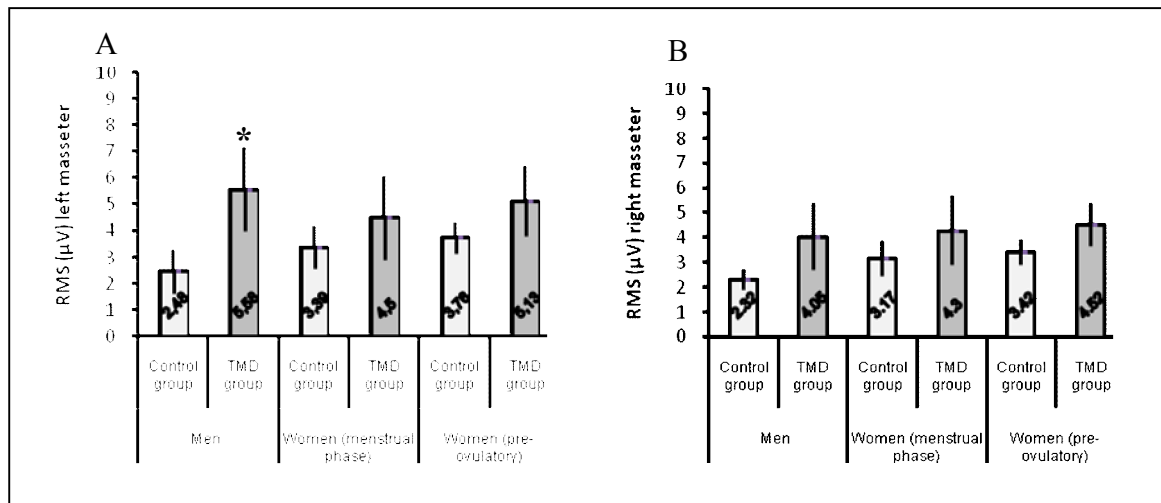 A
RMS (µV) left masseter
10
9
8
7
6
5
4
3
2
1
0
*
2,48
5,58
3,39
4,5
3,76
5,13
Control group
TMD group
Control group
TMD group
Control group
TMD group
Men
Women (menstrual phase)
Women (pre-ovulatory)
B
RMS (µV) right masseter
10
9
8
7
6
5
4
3
2
1
0
2.32
4.05
3.17
4.3
3.42
4.52
Control group
TMD group
Control group
TMD group
Control group
TMD group
Men
Women (menstrual phase)
Women (pre-ovulatory)